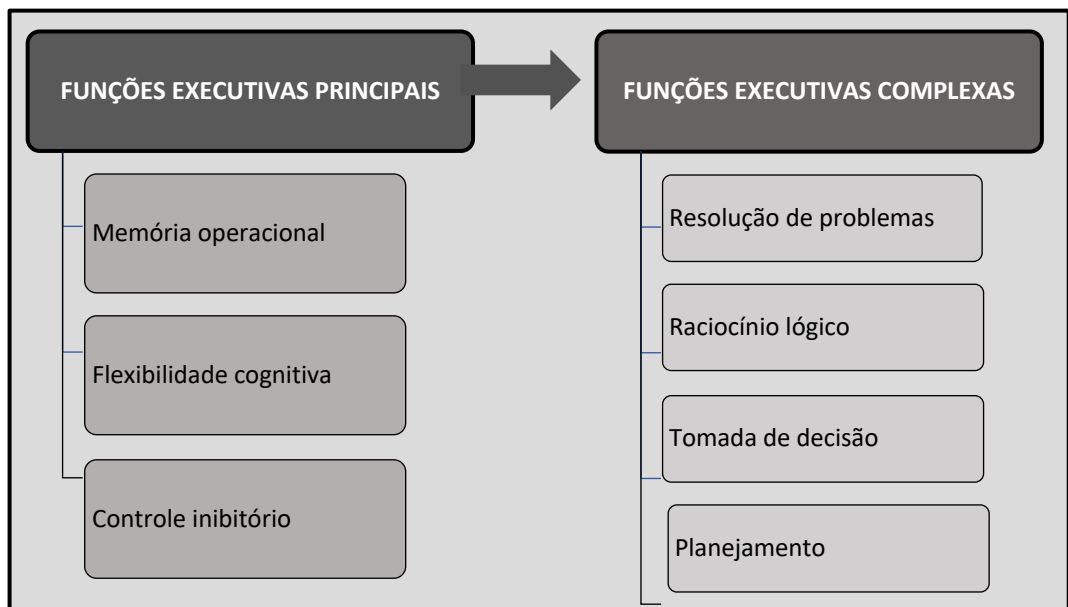 FUNÇÕES EXECUTIVAS PRINCIPAIS
Memória operacional
Flexibilidade cognitiva
Controle inibitório
FUNÇÕES EXECUTIVAS COMPLEXAS
Resolução de problemas
Raciocínio lógico
Tomada de decisão
Planejamento